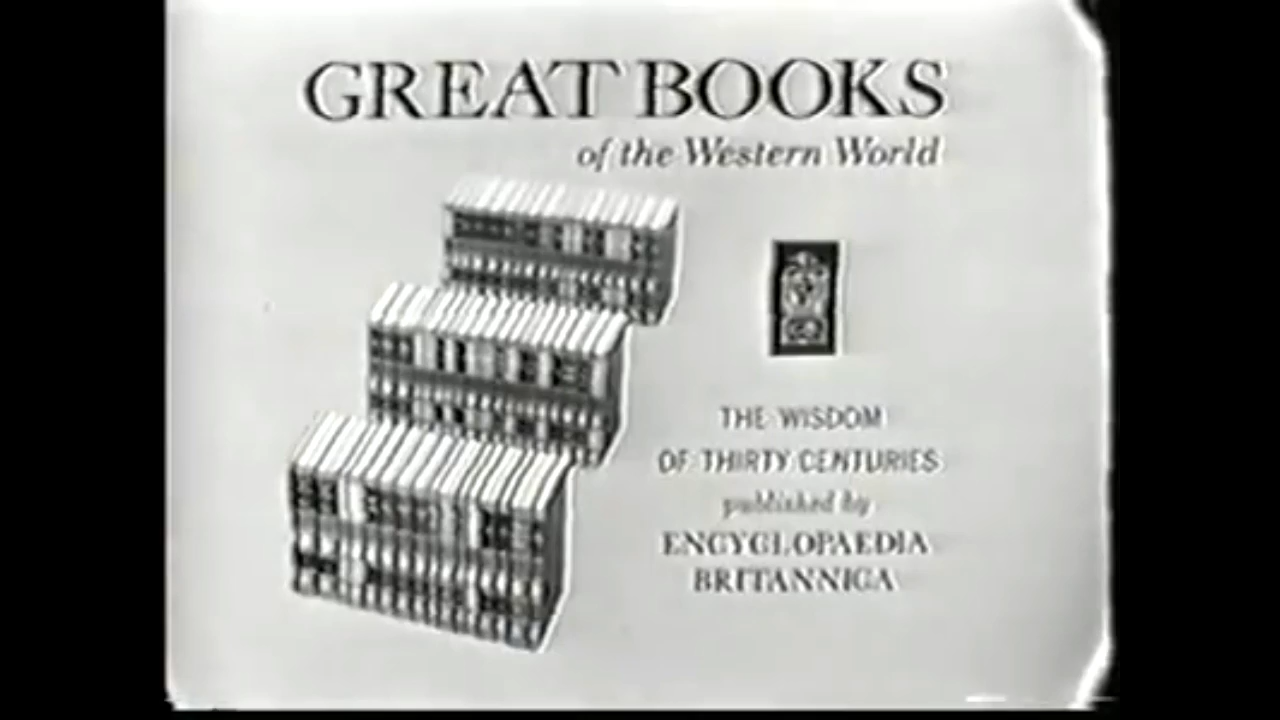 GREAT BOOKS
of the Western World
THE WISDOM
OF THIRTY CENTURIES
published by
ENCYCLOPAEDIA
BRITANNICA